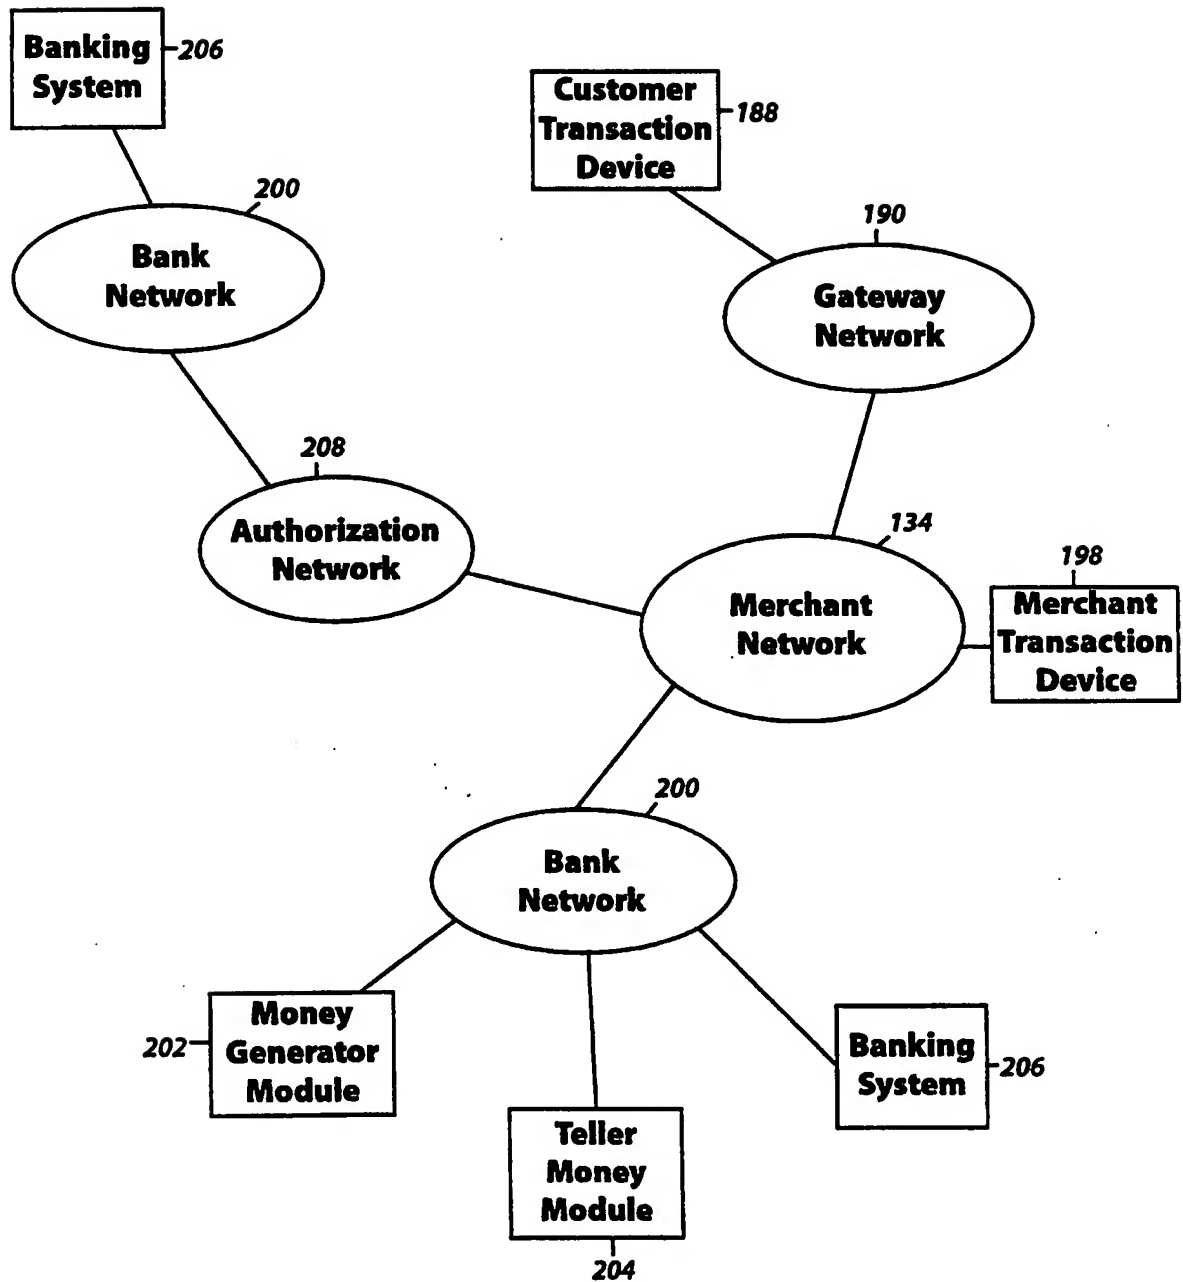 Banking
System
206
Customer
Transaction
Device
188
200
Bank
Network
190
Gateway
Network
208
Authorization
Network
134
Merchant
Network
198
Merchant
Transaction
Device
200
Bank
Network
202
Money
Generator
Module
Teller
Money
Module
204
Banking
System
206